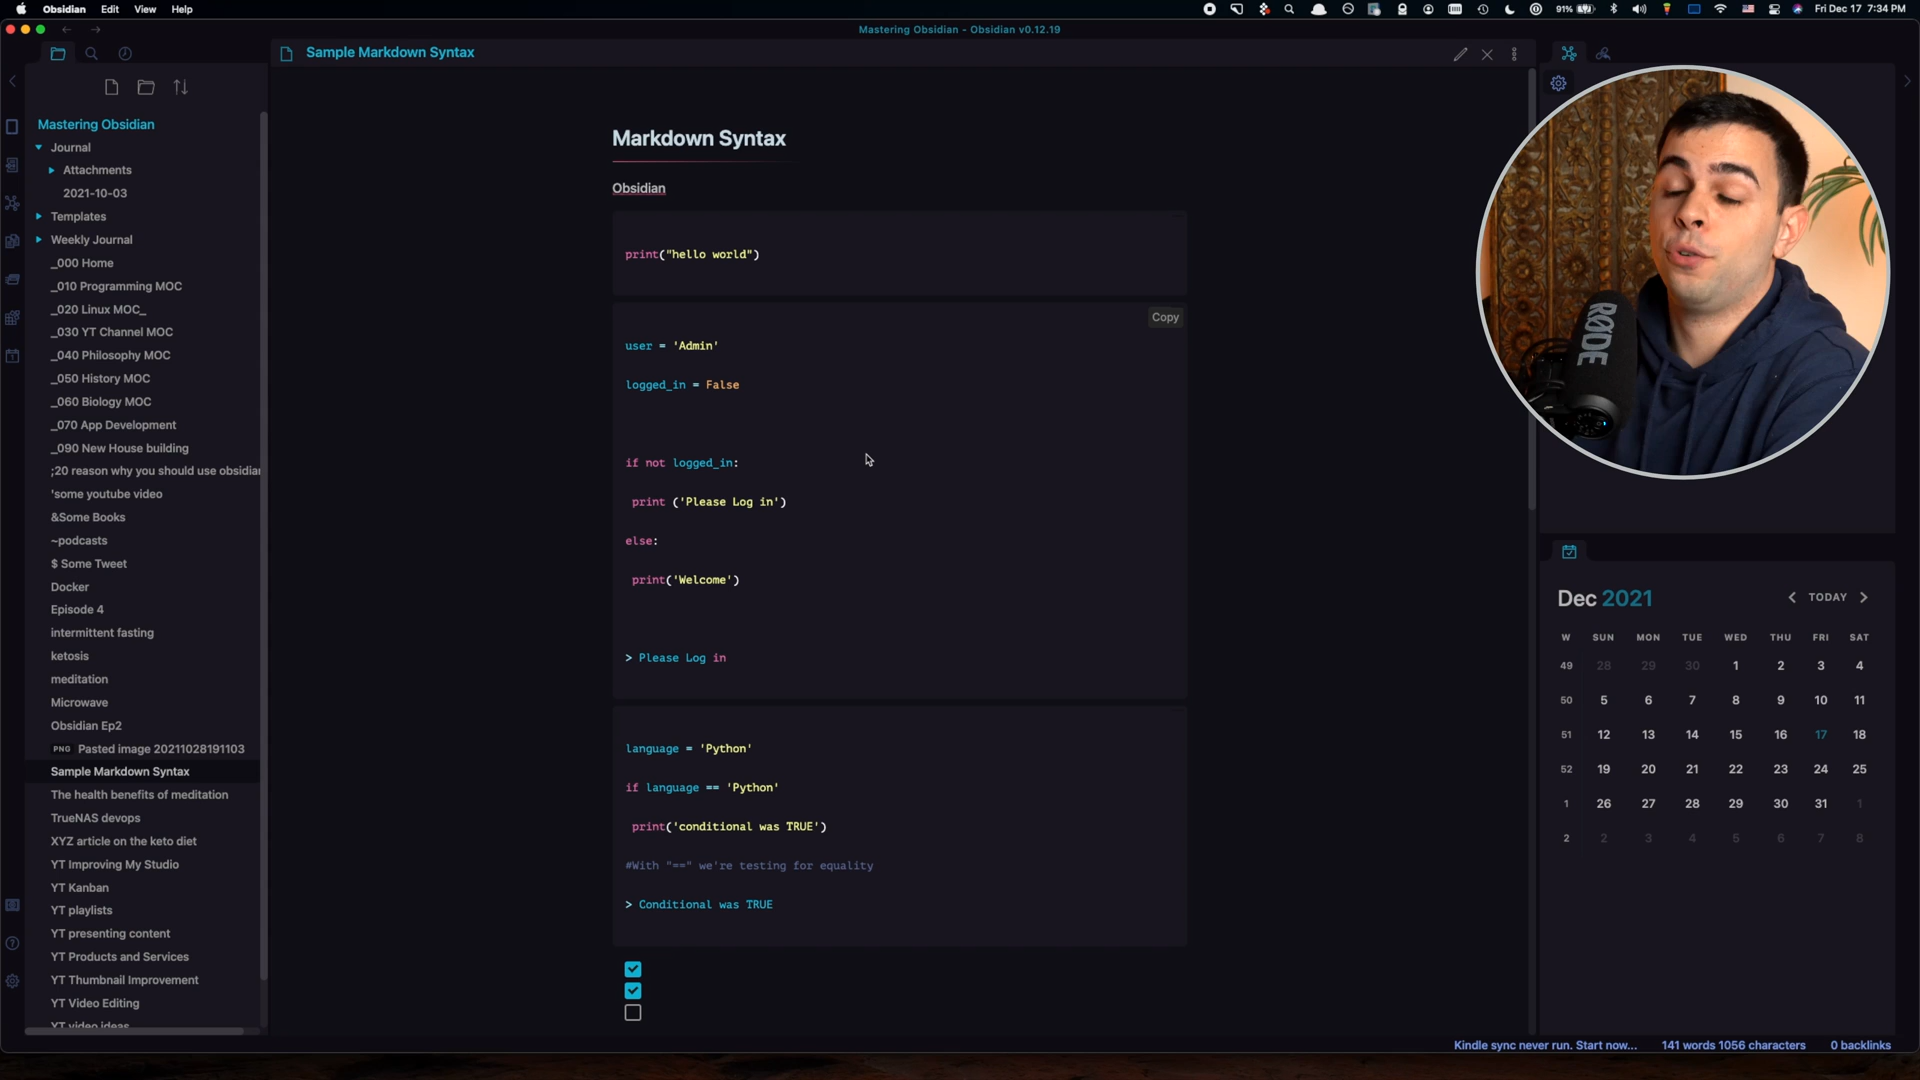 Obsidian Edit View Help
91% Fri Dec 17 7:34 PM
Mastering Obsidian - Obsidian v0.12.19
Sample Markdown Syntax
Mastering Obsidian
Journal
Attachments
2021-10-03
Templates
Weekly Journal
_000 Home
_010 Programming MOC
_020 Linux MOC_
_030 YT Channel MOC
_040 Philosophy MOC
_050 History MOC
_060 Biology MOC
_070 App Development
_090 New House building
;20 reason why you should use obsidian
'some youtube video
&Some Books
~podcasts
$ Some Tweet
Docker
Episode 4
intermittent fasting
ketosis
meditation
Microwave
Obsidian Ep2
PNG Pasted image 20211028191103
Sample Markdown Syntax
The health benefits of meditation
TrueNAS devops
XYZ article on the keto diet
YT Improving My Studio
YT Kanban
YT playlists
YT presenting content
YT Products and Services
YT Thumbnail Improvement
YT Video Editing
YT video ideas
Markdown Syntax
Obsidian
print("hello world")
Copy
user = 'Admin'
logged_in = False
if not logged_in:
print ('Please Log in')
else:
print('Welcome')
> Please Log in
language = 'Python'
if language == 'Python'
print('conditional was TRUE')
#With "==" we're testing for equality
> Conditional was TRUE
RØDE
Dec 2021 TODAY
W SUN MON TUE WED THU FRI SAT
49 28 29 30 1 2 3 4
50 5 6 7 8 9 10 11
51 12 13 14 15 16 17 18
52 19 20 21 22 23 24 25
1 26 27 28 29 30 31 1
2 2 3 4 5 6 7 8
Kindle sync never run. Start now... 141 words 1056 characters 0 backlinks